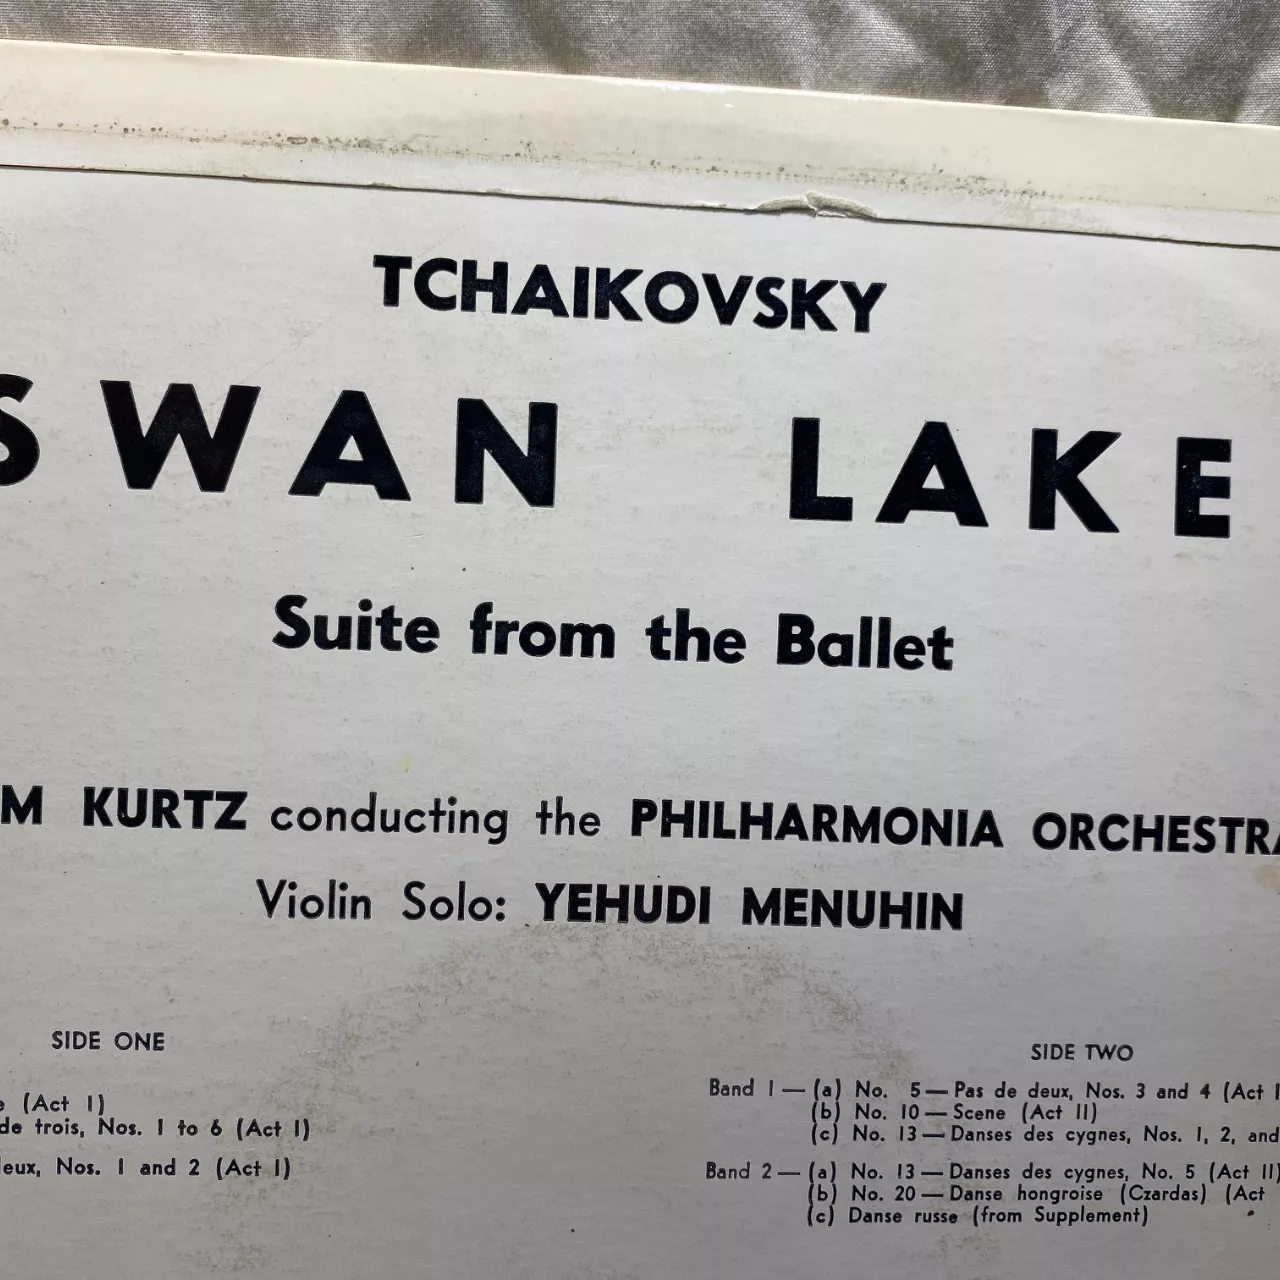 TCHAIKOVSKY
SWAN LAKE
Suite from the Ballet
M KURTZ conducting the PHILHARMONIA ORCHESTRA
Violin Solo: YEHUDI MENUHIN
SIDE ONE
(Act I)
de trois, Nos. 1 to 6 (Act I)
eux, Nos. 1 and 2 (Act I)
SIDE TWO
Band 1 — (a) No. 5 — Pas de deux, Nos. 3 and 4 (Act I
(b) No. 10 — Scene (Act II)
(c) No. 13 — Danses des cygnes, Nos. 1, 2, and
Band 2 — (a) No. 13 — Danses des cygnes, No. 5 (Act II)
(b) No. 20 — Danse hongroise (Czardas) (Act
(c) Danse russe (from Supplement)